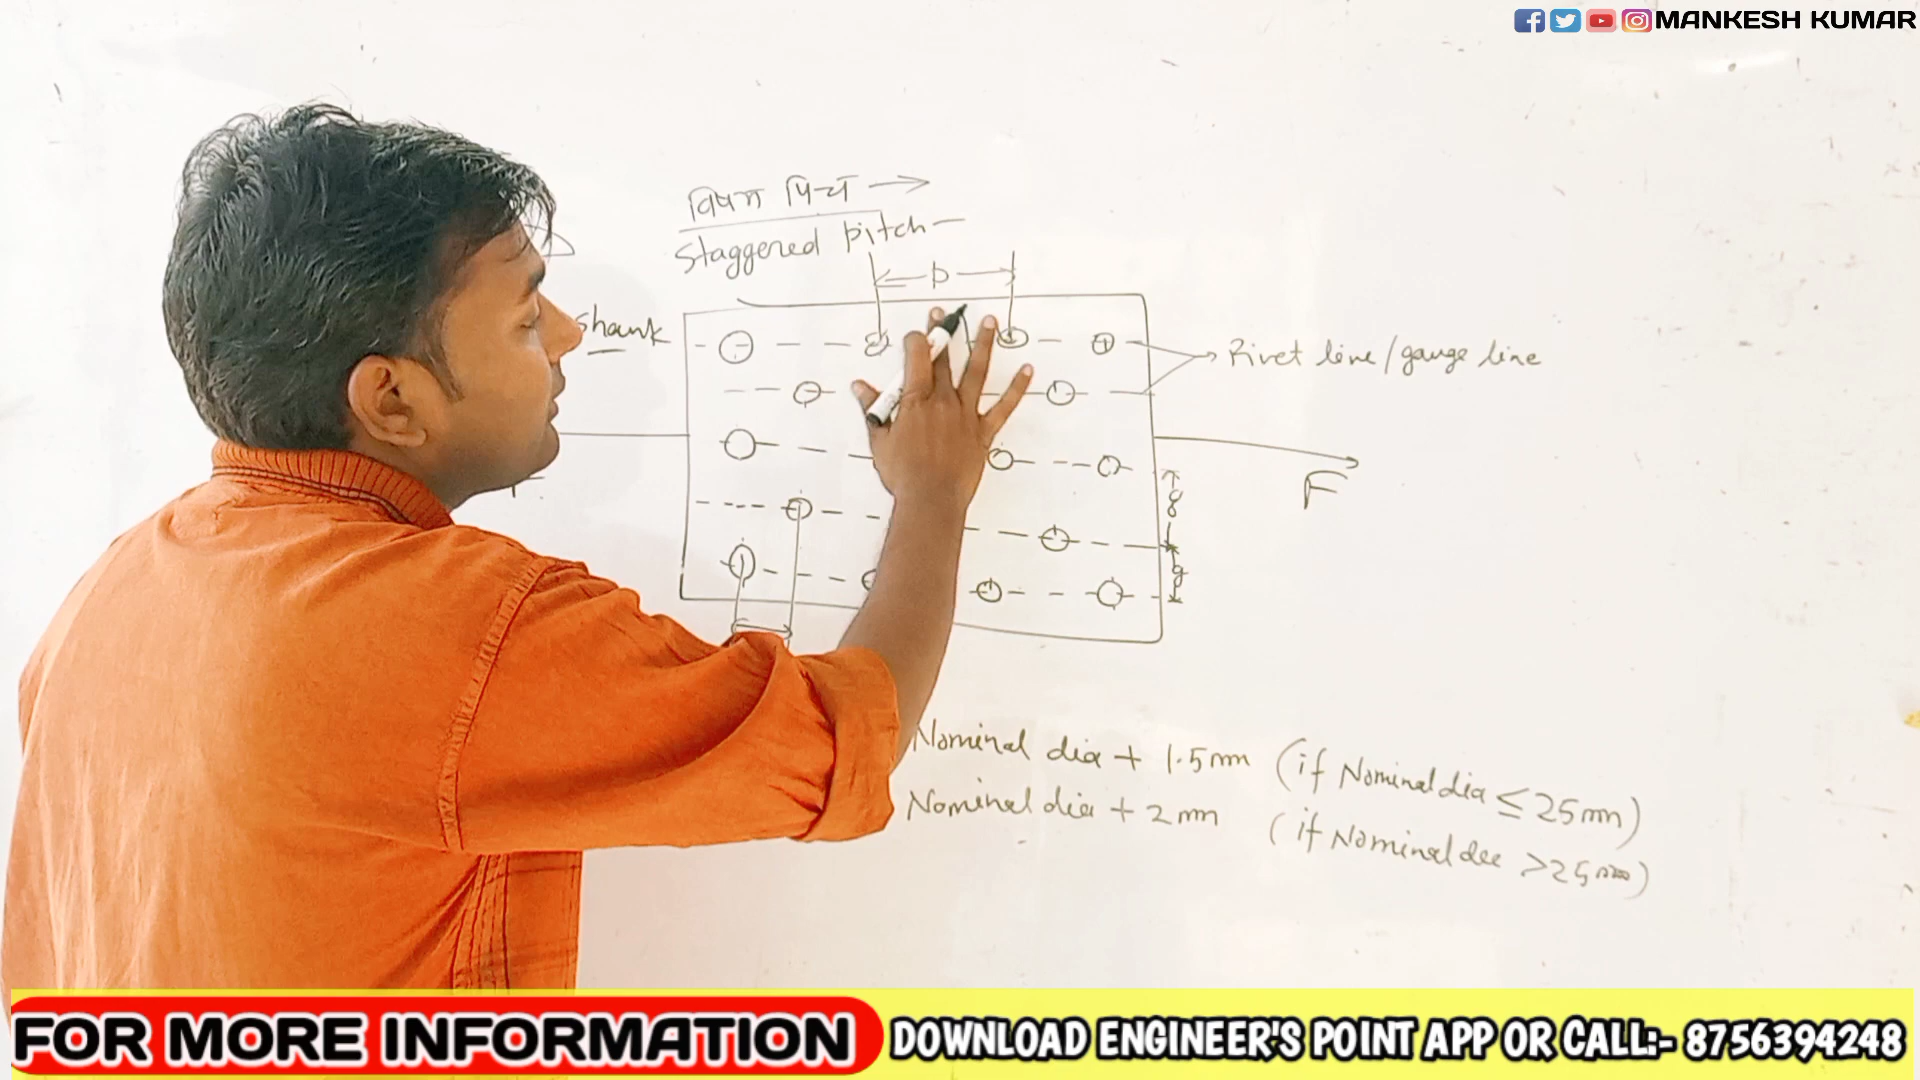 MANKESH KUMAR
विषम पिच →
Staggered pitch
p
shank
Rivet line/gauge line
F
g
g
Nominal dia + 1.5mm (if Nominal dia ≤ 25mm)
Nominal dia + 2mm (if Nominal dia >25mm)
FOR MORE INFORMATION
DOWNLOAD ENGINEER'S POINT APP OR CALL:- 8756394248